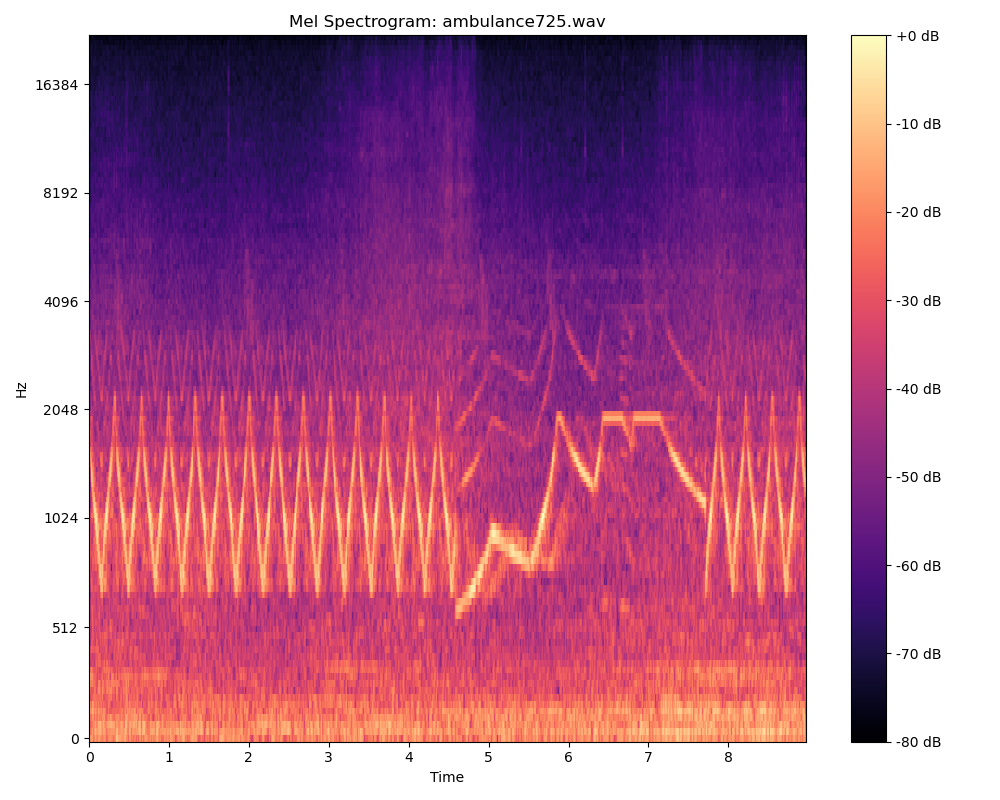 Mel Spectrogram: ambulance725.wav
16384
8192
4096
2048
1024
512
0
Hz
0 1 2 3 4 5 6 7 8
Time
+0 dB
-10 dB
-20 dB
-30 dB
-40 dB
-50 dB
-60 dB
-70 dB
-80 dB